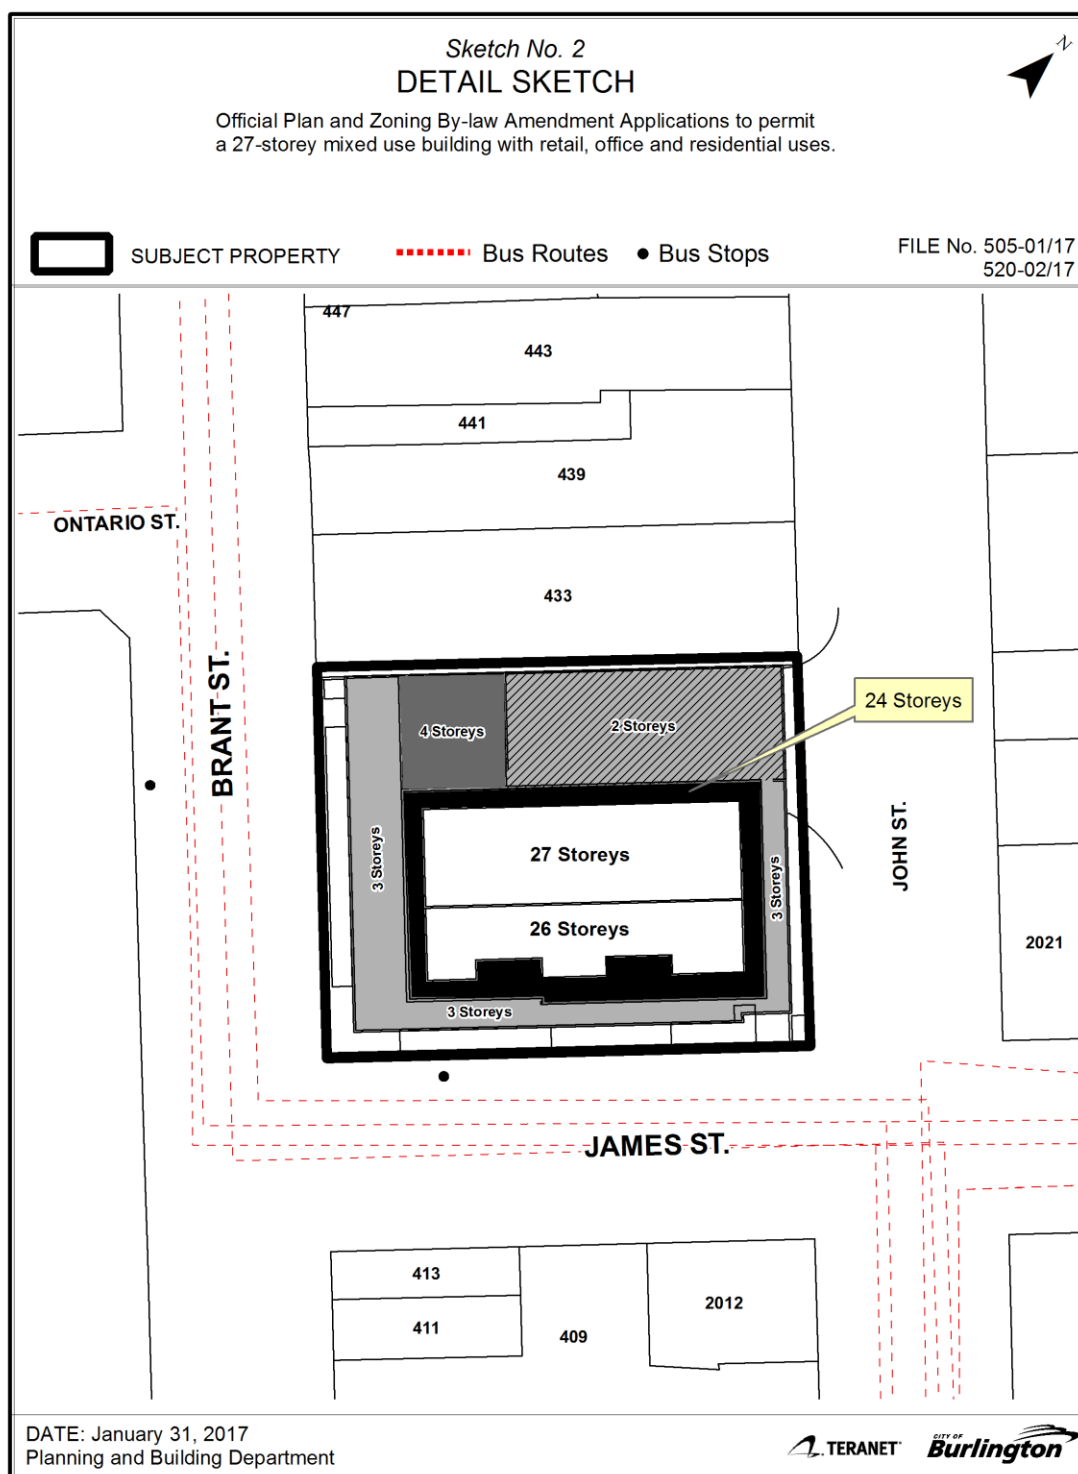 N
Sketch No. 2
DETAIL SKETCH
Official Plan and Zoning By-law Amendment Applications to permit
a 27-storey mixed use building with retail, office and residential uses.
SUBJECT PROPERTY
Bus Routes
Bus Stops
FILE No. 505-01/17
520-02/17
447
443
441
439
ONTARIO ST.
433
BRANT ST.
24 Storeys
4 Storeys
2 Storeys
3 Storeys
27 Storeys
3 Storeys
JOHN ST.
26 Storeys
2021
3 Storeys
JAMES ST.
413
411
409
2012
DATE: January 31, 2017
Planning and Building Department
TERANET
CITY OF
Burlington